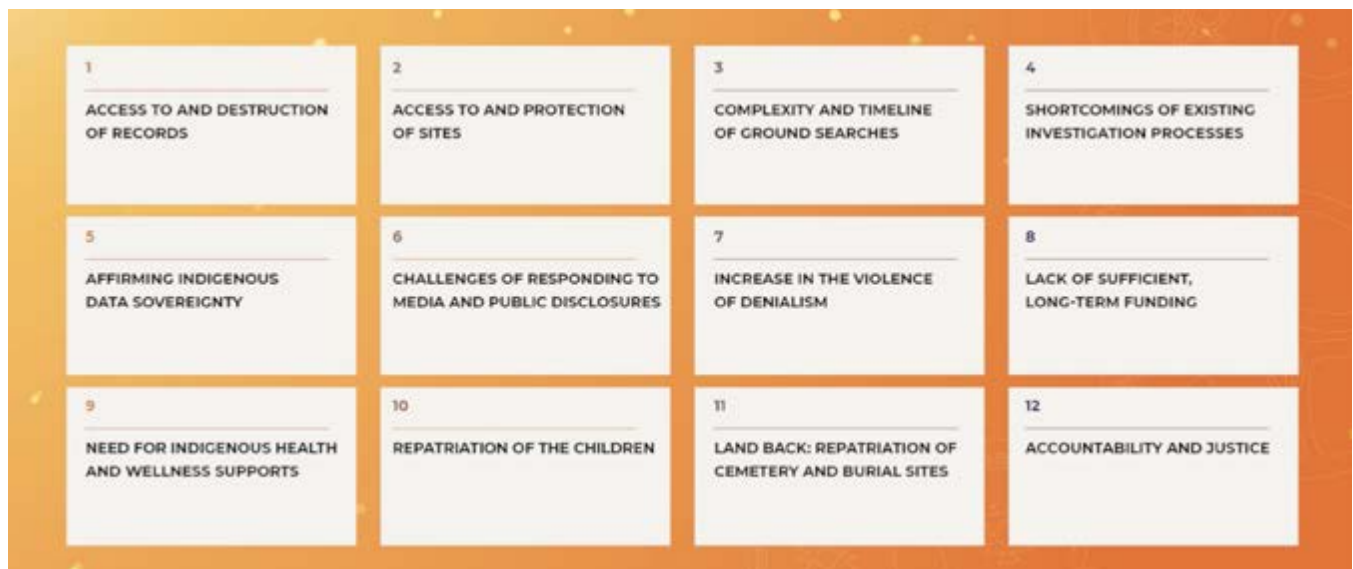 1
ACCESS TO AND DESTRUCTION
OF RECORDS
2
ACCESS TO AND PROTECTION
OF SITES
3
COMPLEXITY AND TIMELINE
OF GROUND SEARCHES
4
SHORTCOMINGS OF EXISTING
INVESTIGATION PROCESSES
5
AFFIRMING INDIGENOUS
DATA SOVEREIGNTY
6
CHALLENGES OF RESPONDING TO
MEDIA AND PUBLIC DISCLOSURES
7
INCREASE IN THE VIOLENCE
OF DENIALISM
8
LACK OF SUFFICIENT,
LONG-TERM FUNDING
9
NEED FOR INDIGENOUS HEALTH
AND WELLNESS SUPPORTS
10
REPATRIATION OF THE CHILDREN
11
LAND BACK: REPATRIATION OF
CEMETERY AND BURIAL SITES
12
ACCOUNTABILITY AND JUSTICE